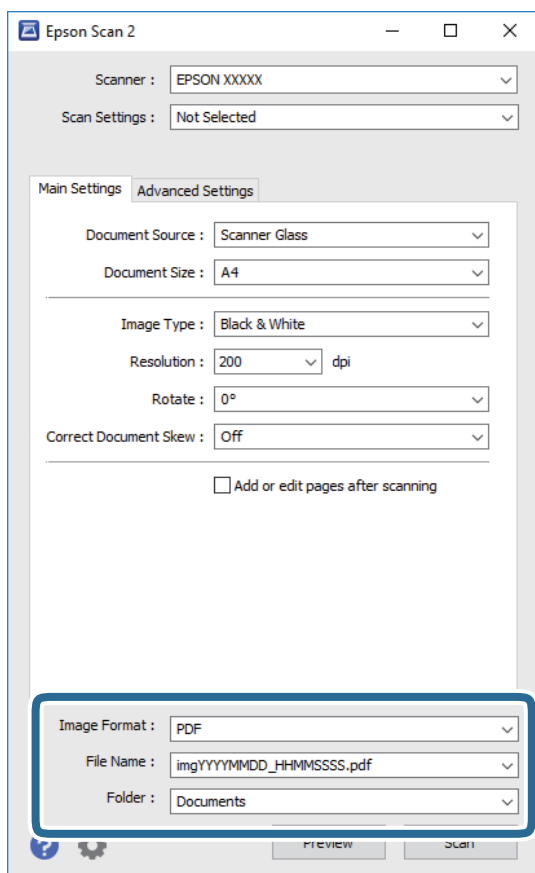 Epson Scan 2
Scanner : EPSON XXXXX
Scan Settings : Not Selected
Main Settings Advanced Settings
Document Source : Scanner Glass
Document Size : A4
Image Type : Black & White
Resolution : 200 dpi
Rotate : 0°
Correct Document Skew : Off
Add or edit pages after scanning
Image Format : PDF
File Name : imgYYYYMMDD_HHMMSSSS.pdf
Folder : Documents
? Preview Scan